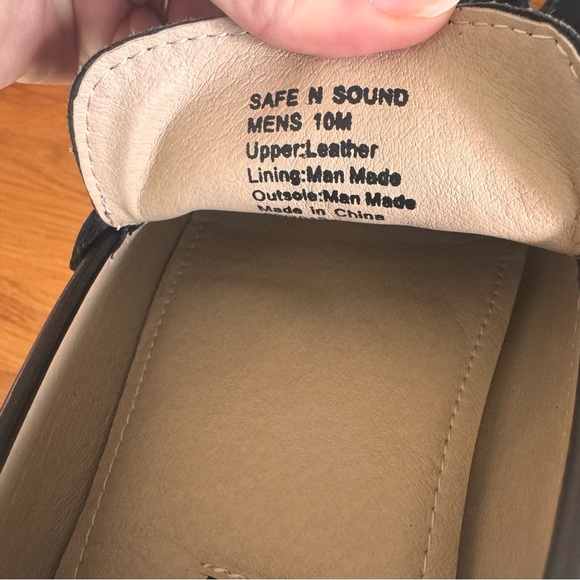 SAFE N SOUND
MENS 10M
Upper:Leather
Lining:Man Made
Outsole:Man Made
Made in China